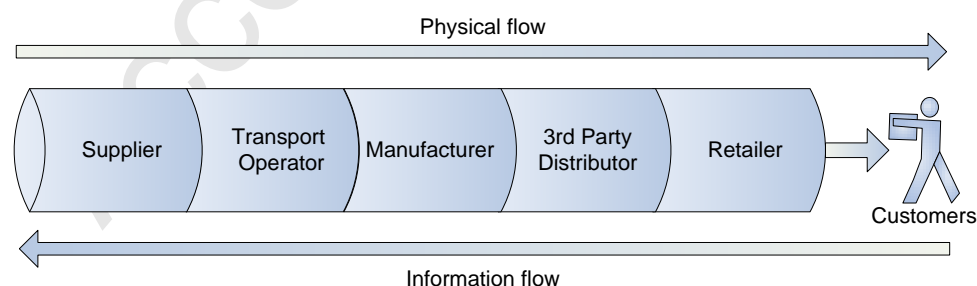 Physical flow
Supplier
Transport
Operator
Manufacturer
3rd Party
Distributor
Retailer
Customers
Information flow